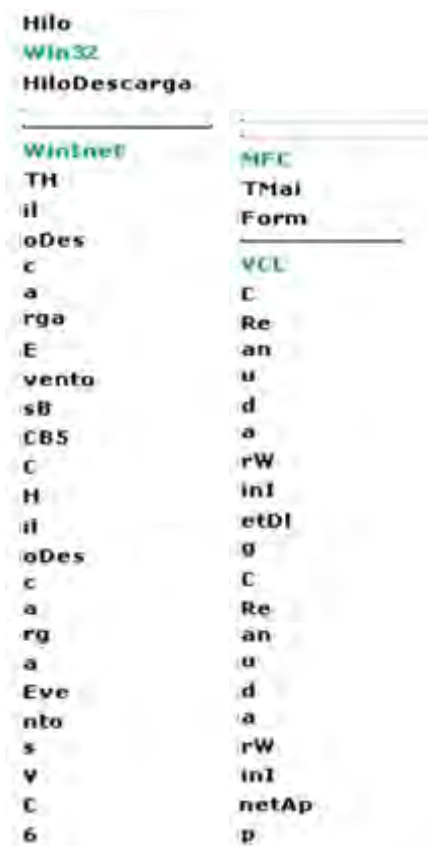 Hilo
Win32
HiloDescarga
WinInet
TH
il
oDes
c
a
rga
E
vento
sB
CB5
C
H
il
oDes
c
a
rg
a
Eve
nto
s
V
C
6
MFC
TMai
Form
VCL
C
Re
an
u
d
a
rW
inI
etDl
g
C
Re
an
u
d
a
rW
inI
netAp
p